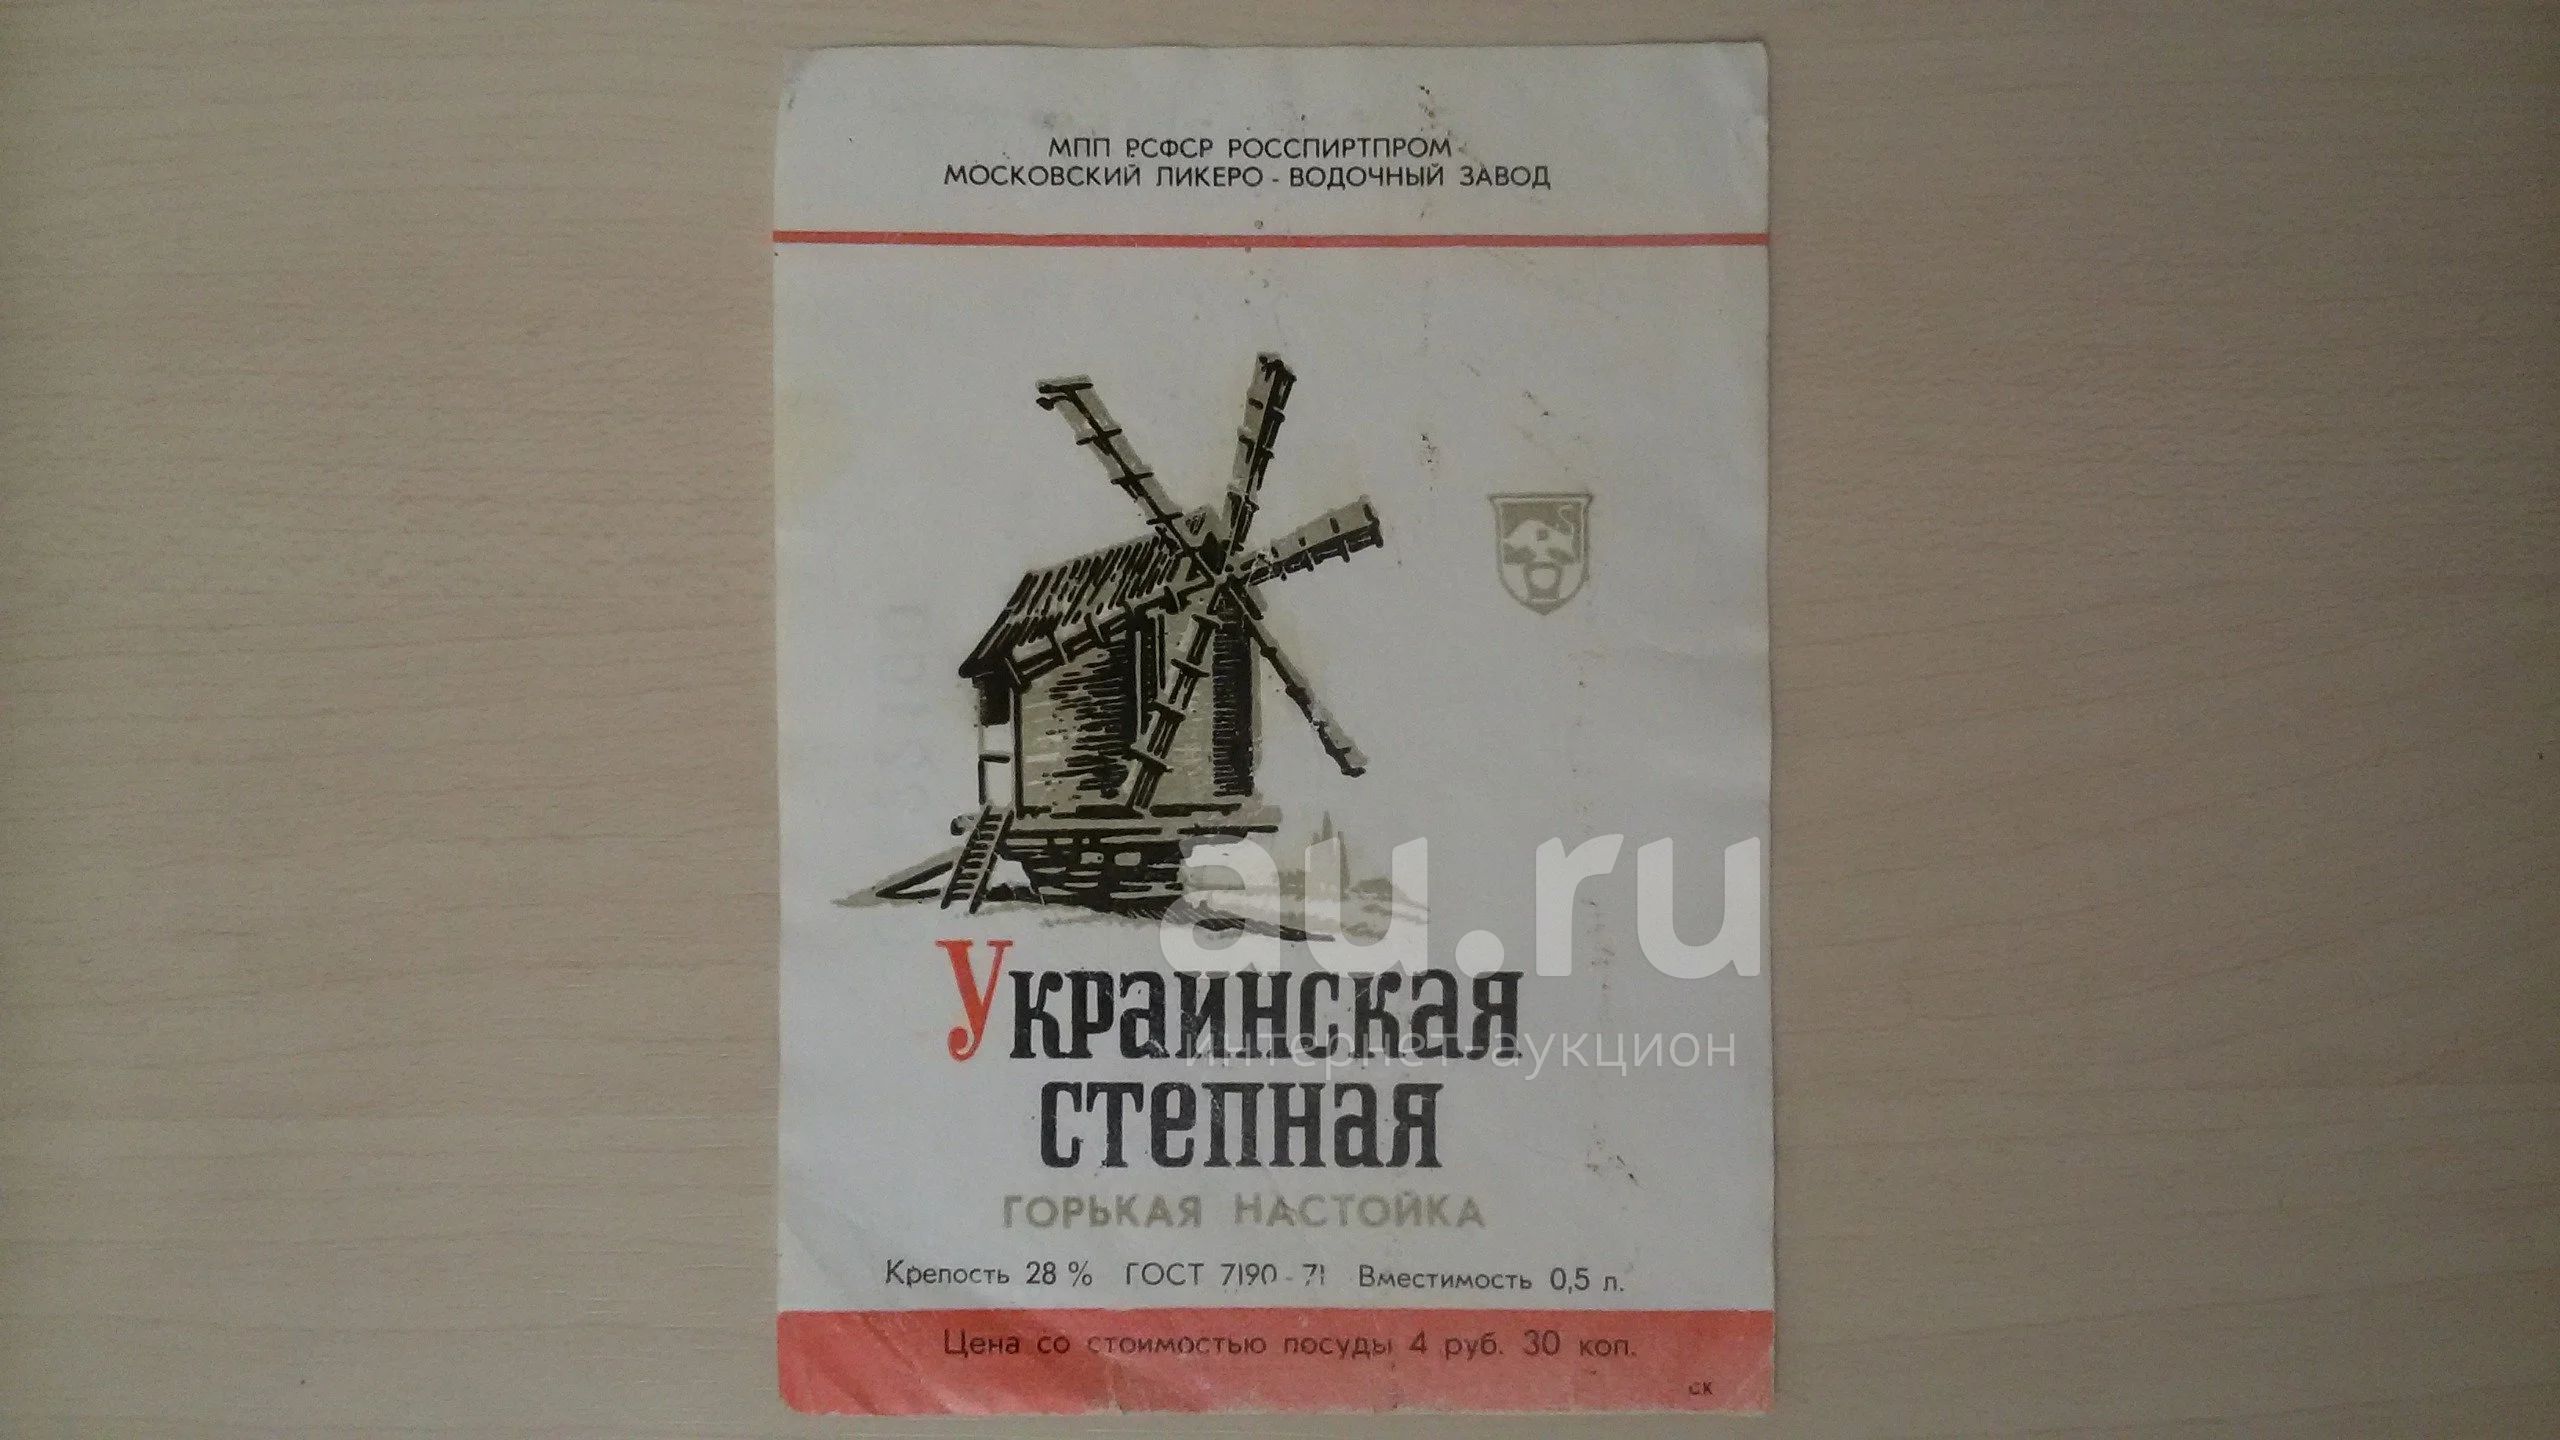 МПП РСФСР РОССПИРТПРОМ
МОСКОВСКИЙ ЛИКЕРО - ВОДОЧНЫЙ ЗАВОД
au.ru
интернет-аукцион
Украинская
степная
ГОРЬКАЯ НАСТОЙКА
Крепость 28 % ГОСТ 7190 - 71 Вместимость 0,5 л.
Цена со стоимостью посуды 4 руб. 30 коп.
СК